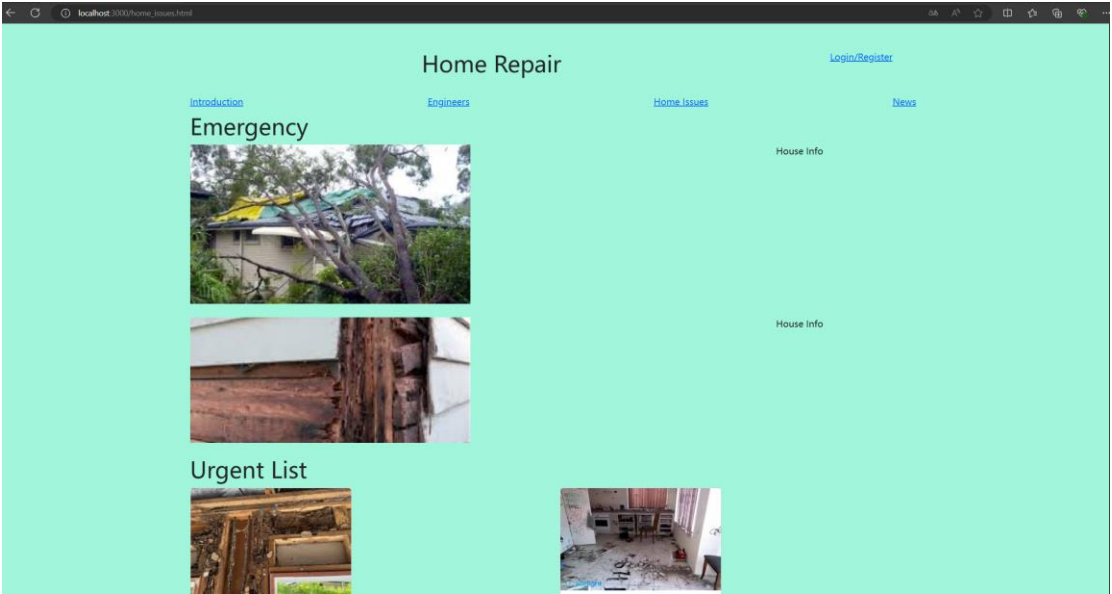 localhost:3000/home_issues.html
Home Repair
Login/Register
Introduction
Engineers
Home Issues
News
Emergency
House Info
House Info
Urgent List